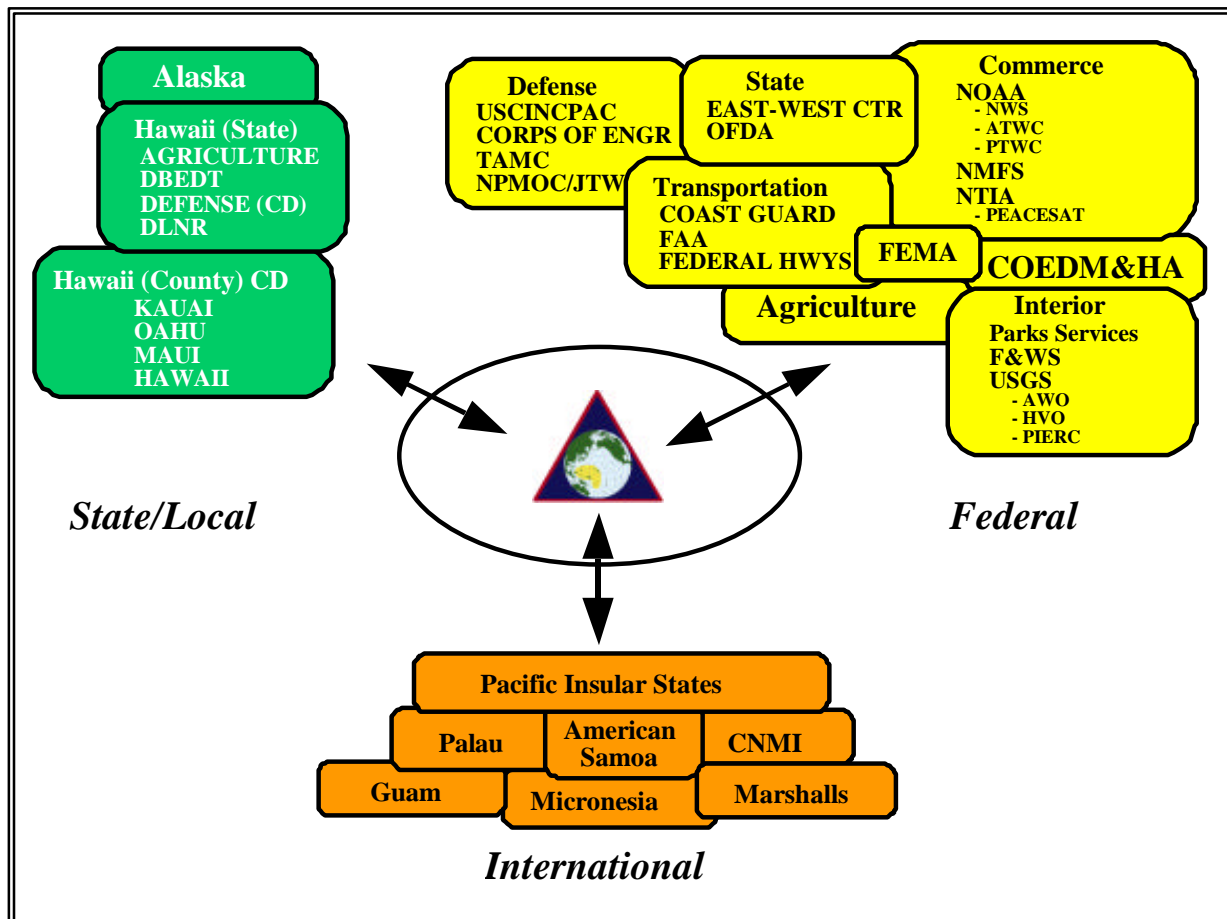 Alaska
Hawaii (State)
AGRICULTURE
DBEDT
DEFENSE (CD)
DLNR
Hawaii (County) CD
KAUAI
OAHU
MAUI
HAWAII
State/Local
Defense
USCINCPAC
CORPS OF ENGR
TAMC
NPMOC/JTW
State
EAST-WEST CTR
OFDA
Commerce
NOAA
- NWS
- ATWC
- PTWC
NMFS
NTIA
- PEACESAT
Transportation
COAST GUARD
FAA
FEDERAL HWYS
FEMA
COEDM&HA
Agriculture
Interior
Parks Services
F&WS
USGS
- AWO
- HVO
- PIERC
Federal
Pacific Insular States
Palau
American
Samoa
CNMI
Guam
Micronesia
Marshalls
International